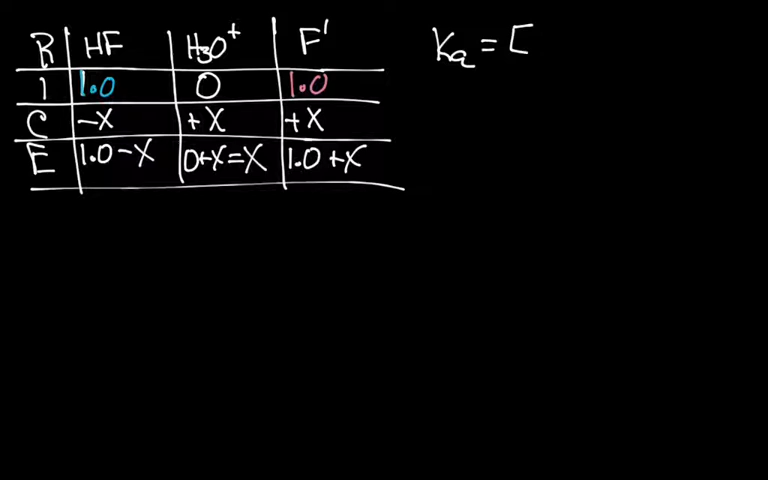 R HF H₃O⁺ F' Ka = [
I 1.0 0 1.0
C -X +X +X
E 1.0-X 0+X=X 1.0+X